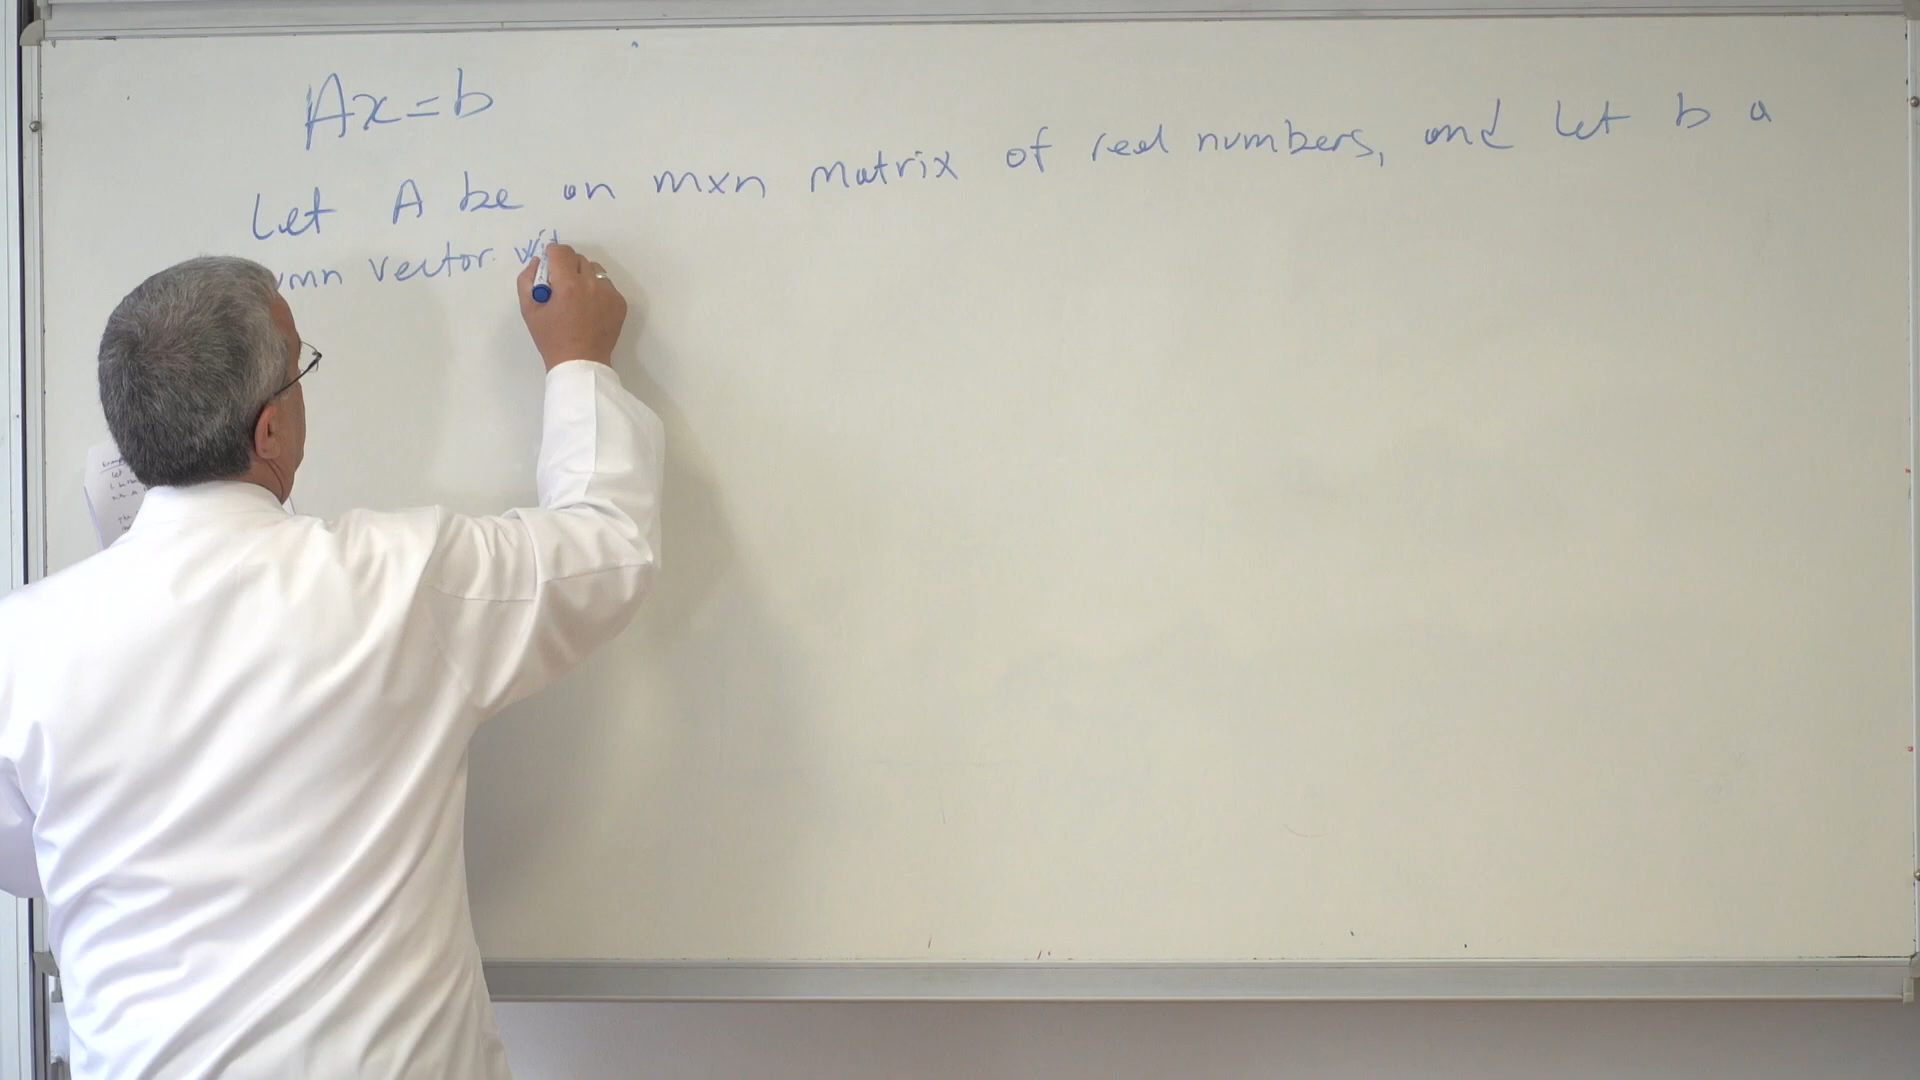 Ax=b
Let A be an mxn matrix of real numbers, and let b a
vector